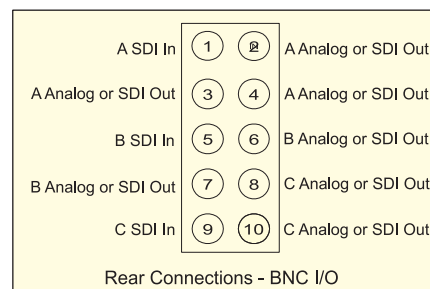 A SDI In 1 2 A Analog or SDI Out
A Analog or SDI Out 3 4 A Analog or SDI Out
B SDI In 5 6 B Analog or SDI Out
B Analog or SDI Out 7 8 C Analog or SDI Out
C SDI In 9 10 C Analog or SDI Out
Rear Connections - BNC I/O